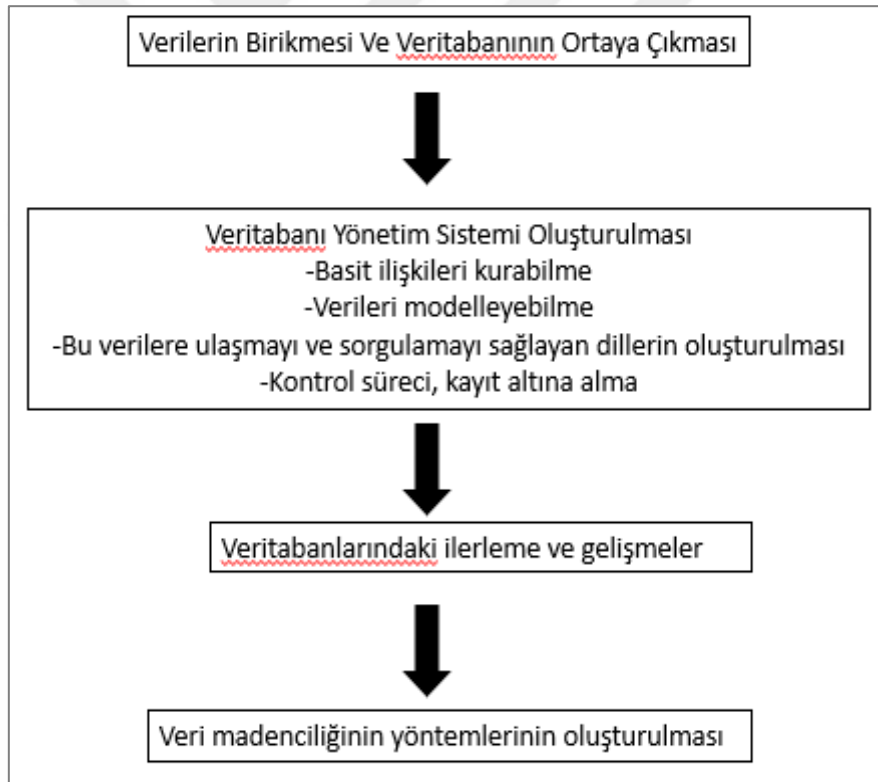 Verilerin Birikmesi Ve Veritabanının Ortaya Çıkması
Veritabanı Yönetim Sistemi Oluşturulması
-Basit ilişkileri kurabilme
-Verileri modelleyebilme
-Bu verilere ulaşmayı ve sorgulamayı sağlayan dillerin oluşturulması
-Kontrol süreci, kayıt altına alma
Veritabanlarındaki ilerleme ve gelişmeler
Veri madenciliğinin yöntemlerinin oluşturulması